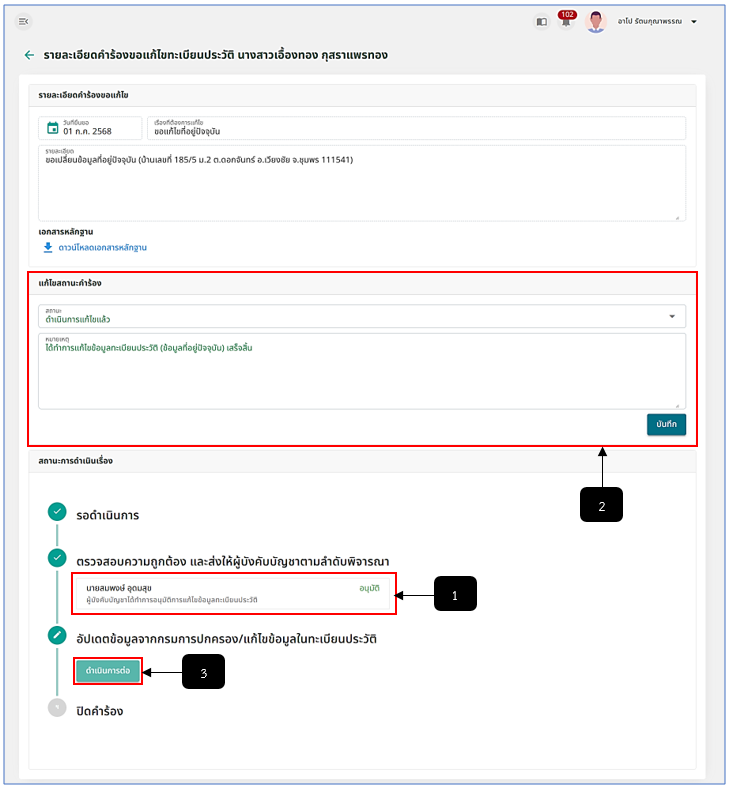 102
อาไป รัตนกุณาพรรณ
รายละเอียดคำร้องขอแก้ไขทะเบียนประวัติ นางสาวเอื้องทอง กุสราแพรทอง
รายละเอียดคำร้องขอแก้ไข
วันที่ยื่นขอ
01 ก.ค. 2568
เรื่องที่ต้องการแก้ไข
ขอแก้ไขที่อยู่ปัจจุบัน
รายละเอียด
ขอเปลี่ยนข้อมูลที่อยู่ปัจจุบัน (บ้านเลขที่ 185/5 ม.2 ต.ดอกจันทร์ อ.เวียงชัย จ.ชุมพร 111541)
เอกสารหลักฐาน
ดาวน์โหลดเอกสารหลักฐาน
แก้ไขสถานะคำร้อง
สถานะ
ดำเนินการแก้ไขแล้ว
หมายเหตุ
ได้ทำการแก้ไขข้อมูลทะเบียนประวัติ (ข้อมูลที่อยู่ปัจจุบัน) เสร็จสิ้น
บันทึก
สถานะการดำเนินเรื่อง
2
รอดำเนินการ
ตรวจสอบความถูกต้อง และส่งให้ผู้บังคับบัญชาตามลำดับพิจารณา
นายสมพงษ์ อุดมสุข
อนุมัติ
ผู้บังคับบัญชาได้ทำการอนุมัติการแก้ไขข้อมูลทะเบียนประวัติ
1
อัปเดตข้อมูลจากกรมการปกครอง/แก้ไขข้อมูลในทะเบียนประวัติ
ดำเนินการต่อ
3
ปิดคำร้อง